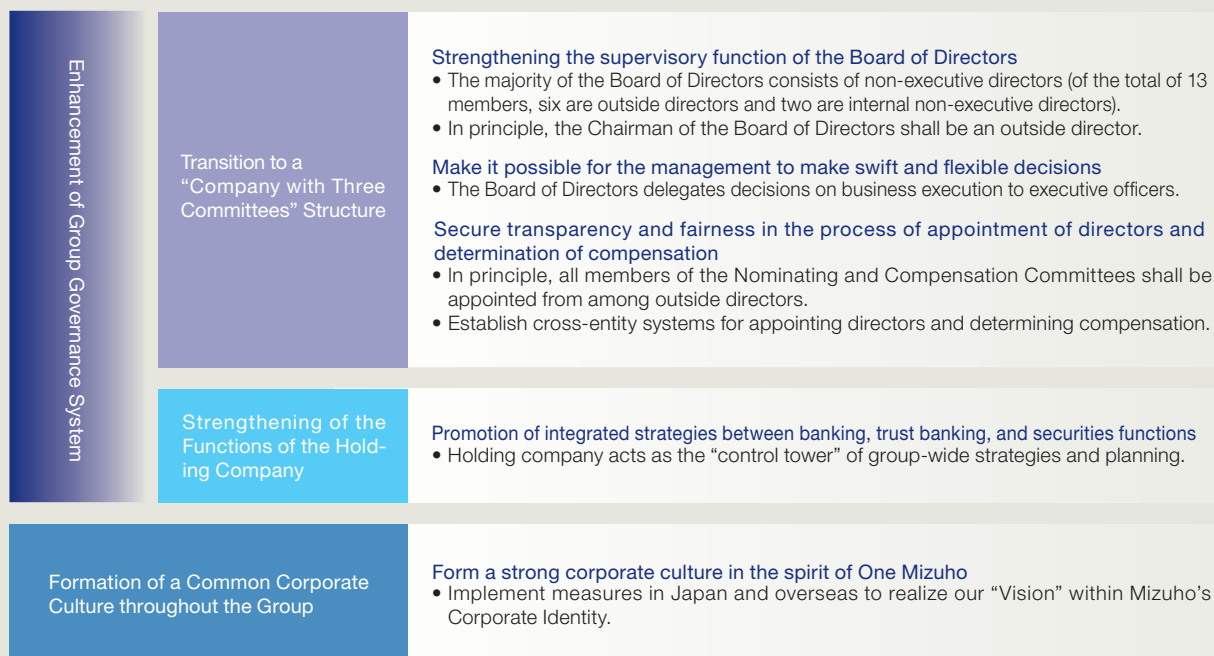 Enhancement of Group Governance System
Transition to a
“Company with Three
Committees” Structure
Strengthening the supervisory function of the Board of Directors
• The majority of the Board of Directors consists of non-executive directors (of the total of 13
members, six are outside directors and two are internal non-executive directors).
• In principle, the Chairman of the Board of Directors shall be an outside director.
Make it possible for the management to make swift and flexible decisions
• The Board of Directors delegates decisions on business execution to executive officers.
Secure transparency and fairness in the process of appointment of directors and
determination of compensation
• In principle, all members of the Nominating and Compensation Committees shall be
appointed from among outside directors.
• Establish cross-entity systems for appointing directors and determining compensation.
Strengthening of the
Functions of the Hold-
ing Company
Promotion of integrated strategies between banking, trust banking, and securities functions
• Holding company acts as the “control tower” of group-wide strategies and planning.
Formation of a Common Corporate
Culture throughout the Group
Form a strong corporate culture in the spirit of One Mizuho
• Implement measures in Japan and overseas to realize our “Vision” within Mizuho’s
Corporate Identity.